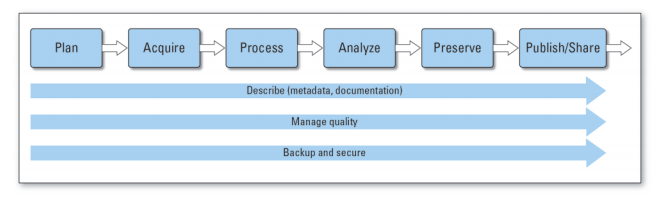 Plan
Acquire
Process
Analyze
Preserve
Publish/Share
Describe (metadata, documentation)
Manage quality
Backup and secure